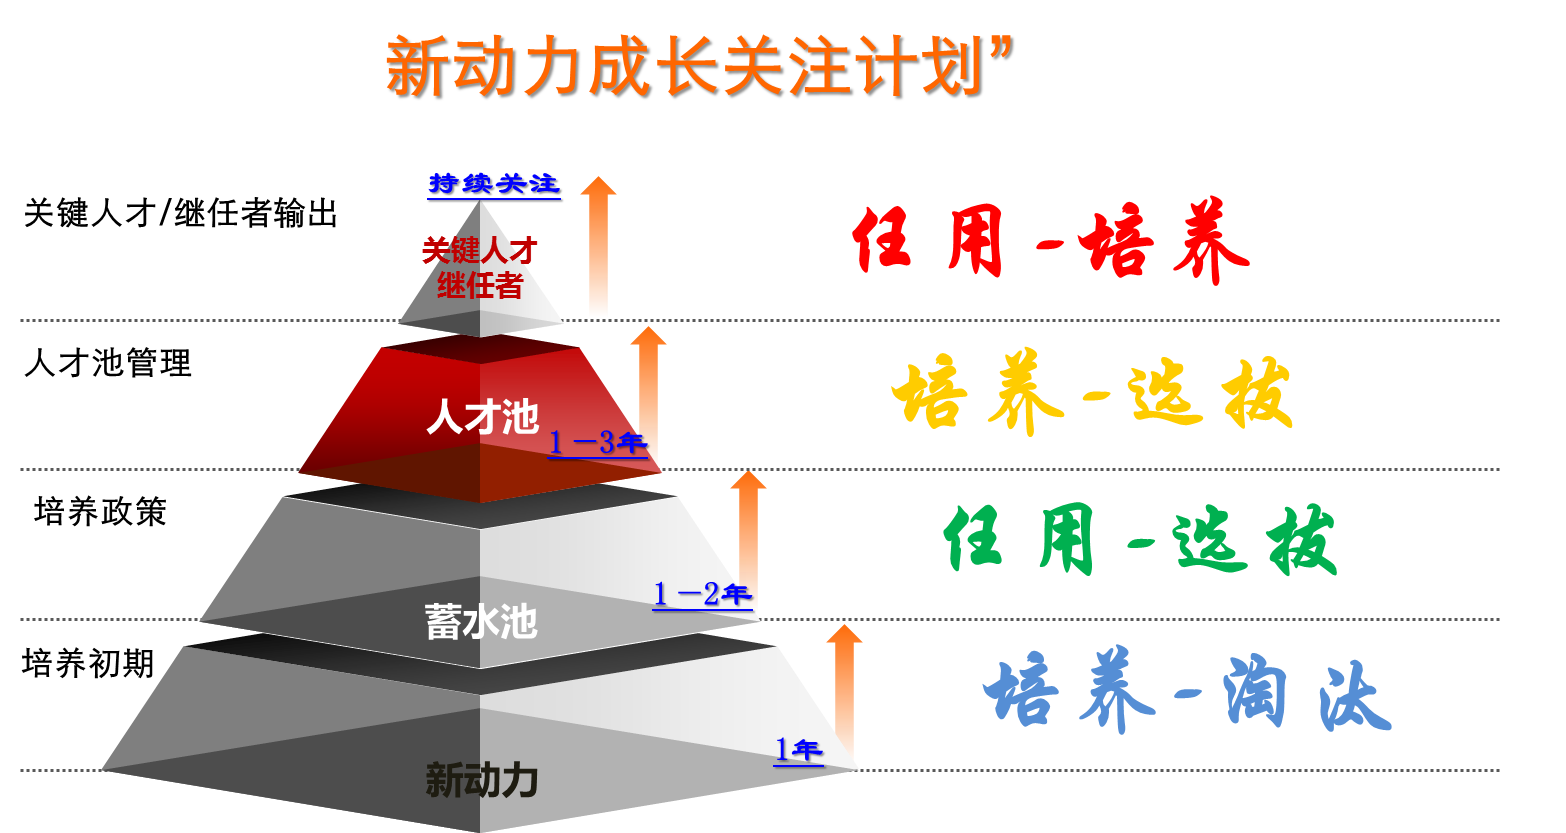 新动力成长关注计划”
持续关注
关键人才/继任者输出
关键人才
继任者
任用-培养
人才池管理
人才池
1－3年
培养-选拔
培养政策
蓄水池
1－2年
任用-选拔
培养初期
新动力
1年
培养-淘汰